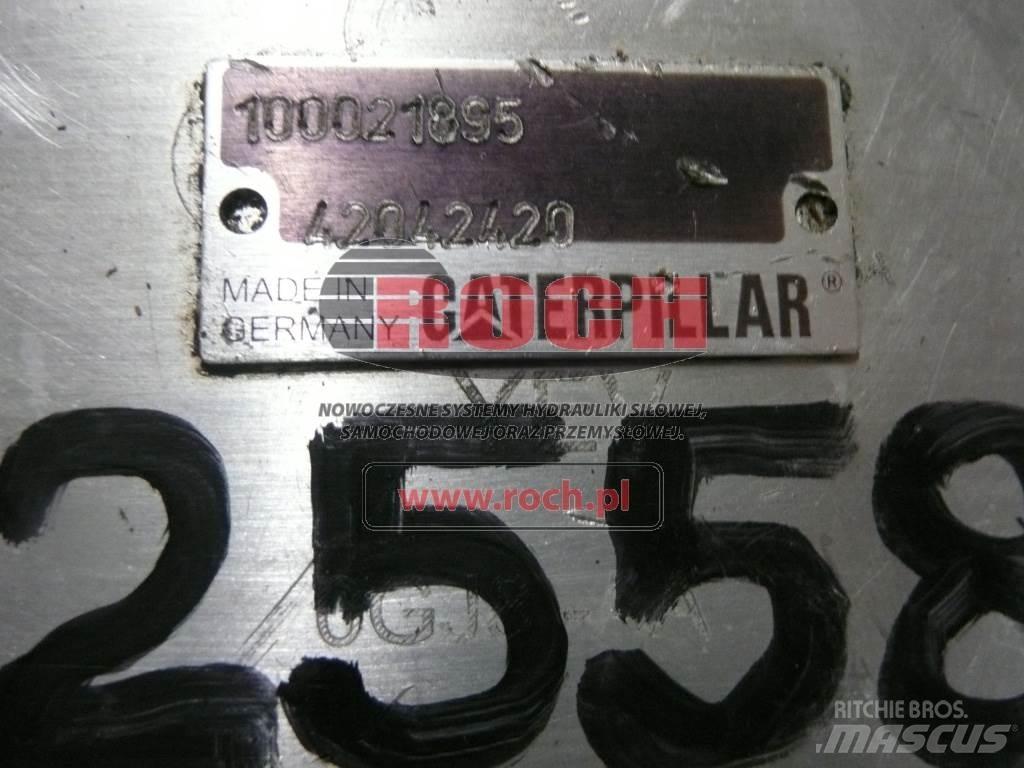 100021895
42042420
MADE IN
GERMANY
CATERPILLAR®
ROCH
NOWOCZESNE SYSTEMY HYDRAULIKI SIŁOWEJ,
SAMOCHODOWEJ ORAZ PRZEMYSŁOWEJ.
www.roch.pl
2558
RITCHIE BROS.
MASCUS